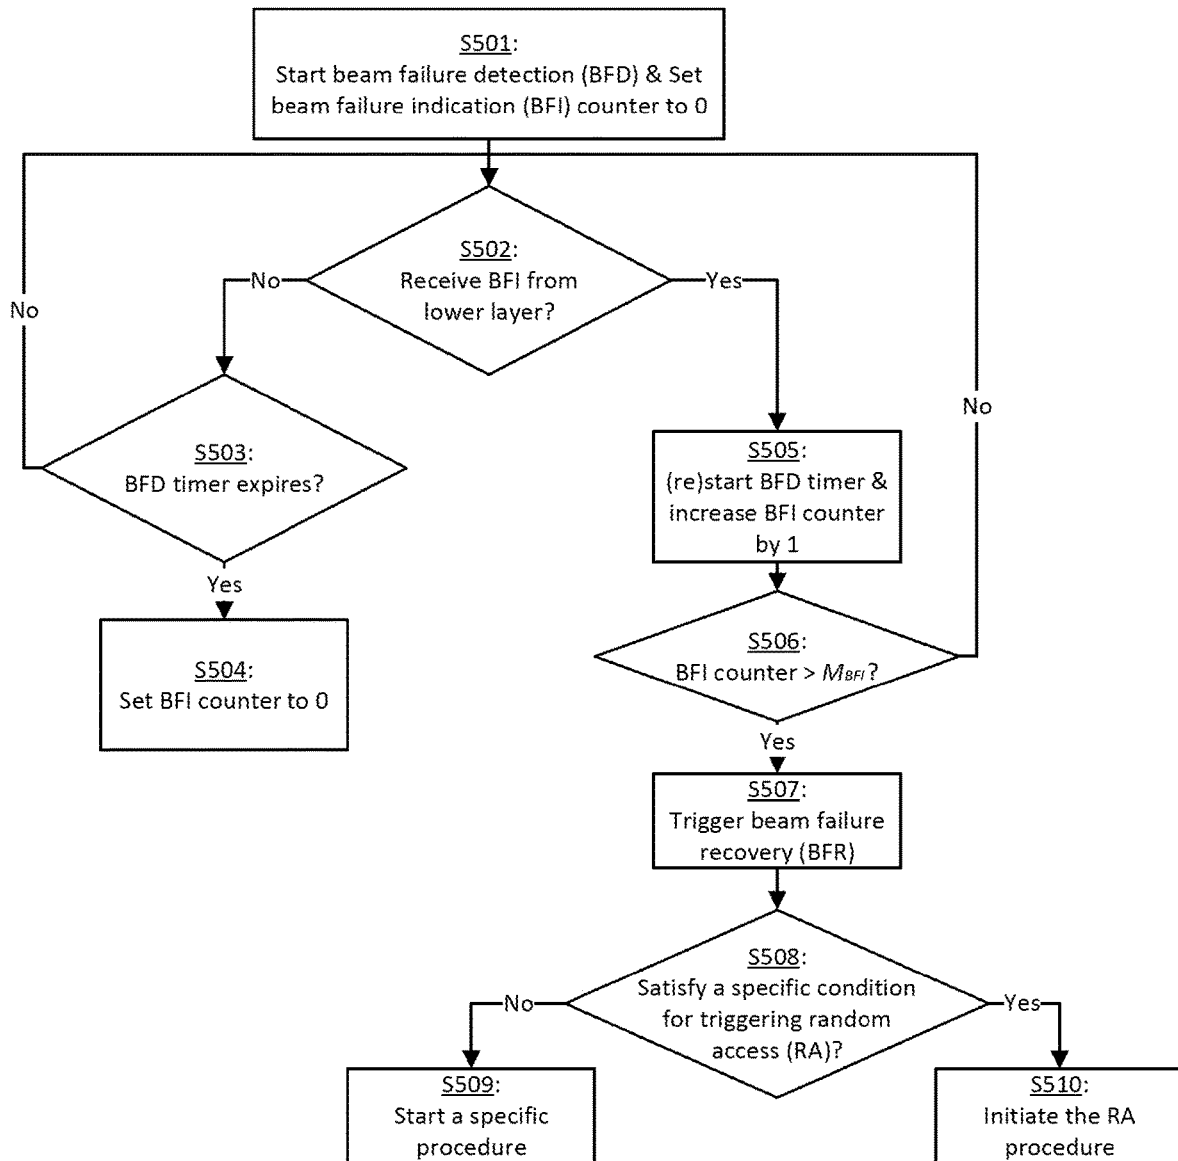 S501:
Start beam failure detection (BFD) & Set
beam failure indication (BFI) counter to 0
S502:
Receive BFI from
lower layer?
No
Yes
No
No
S503:
BFD timer expires?
S505:
(re)start BFD timer &
increase BFI counter
by 1
Yes
S504:
Set BFI counter to 0
S506:
BFI counter > MBFI?
Yes
S507:
Trigger beam failure
recovery (BFR)
S508:
Satisfy a specific condition
for triggering random
access (RA)?
No
Yes
S509:
Start a specific
procedure
S510:
Initiate the RA
procedure